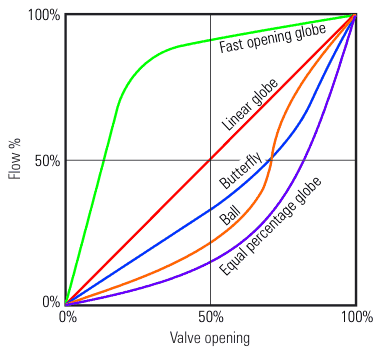 100%
Fast opening globe
Linear globe
Flow %
50%
Butterfly
Ball
Equal percentage globe
0%
0%
50%
100%
Valve opening